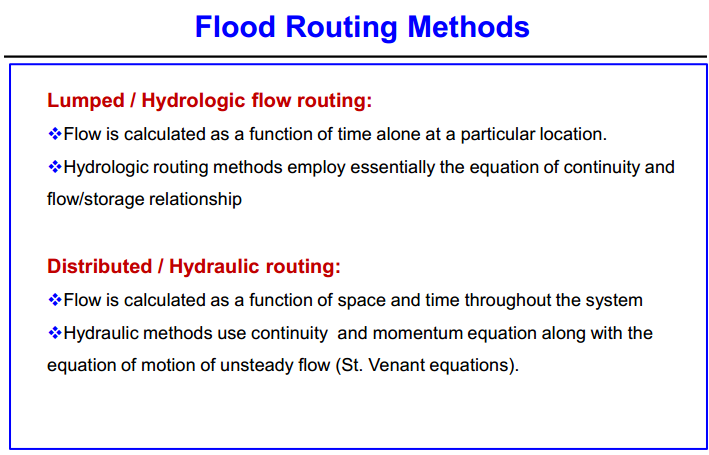 Flood Routing Methods
Lumped / Hydrologic flow routing:
❖Flow is calculated as a function of time alone at a particular location.
❖Hydrologic routing methods employ essentially the equation of continuity and
flow/storage relationship
Distributed / Hydraulic routing:
❖Flow is calculated as a function of space and time throughout the system
❖Hydraulic methods use continuity  and momentum equation along with the
equation of motion of unsteady flow (St. Venant equations).